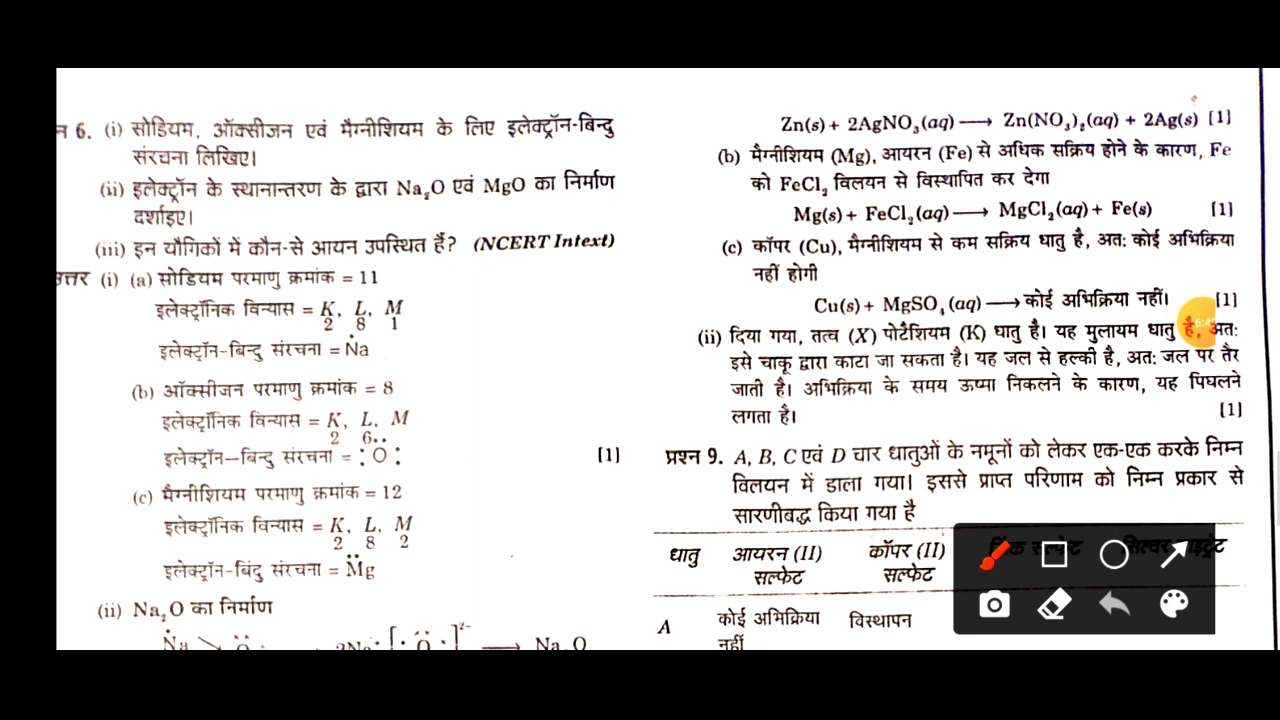 न 6. (i) सोडियम, ऑक्सीजन एवं मैग्नीशियम के लिए इलेक्ट्रॉन-बिन्दु
संरचना लिखिए।
(ii) इलेक्ट्रॉन के स्थानान्तरण के द्वारा Na₂O एवं MgO का निर्माण
दर्शाइए।
(iii) इन यौगिकों में कौन-से आयन उपस्थित हैं? (NCERT Intext)
उत्तर (i) (a) सोडियम परमाणु क्रमांक = 11
इलेक्ट्रॉनिक विन्यास = K, L, M
2 8 1
इलेक्ट्रॉन-बिन्दु संरचना = Na
(b) ऑक्सीजन परमाणु क्रमांक = 8
इलेक्ट्रॉनिक विन्यास = K, L, M
2 6
इलेक्ट्रॉन–बिन्दु संरचना = :O: [1]
(c) मैग्नीशियम परमाणु क्रमांक = 12
इलेक्ट्रॉनिक विन्यास = K, L, M
2 8 2
इलेक्ट्रॉन-बिंदु संरचना = Mg
(ii) Na₂O का निर्माण
Na O 2Na [O]²⁻ ⟶ Na O
Zn(s) + 2AgNO₃(aq) ⟶ Zn(NO₃)₂(aq) + 2Ag(s) [1]
(b) मैग्नीशियम (Mg), आयरन (Fe) से अधिक सक्रिय होने के कारण, Fe
को FeCl₂ विलयन से विस्थापित कर देगा
Mg(s) + FeCl₂(aq) ⟶ MgCl₂(aq) + Fe(s) [1]
(c) कॉपर (Cu), मैग्नीशियम से कम सक्रिय धातु है, अत: कोई अभिक्रिया
नहीं होगी
Cu(s) + MgSO₄(aq) ⟶ कोई अभिक्रिया नहीं। [1]
(ii) दिया गया, तत्व (X) पोटैशियम (K) धातु है। यह मुलायम धातु है, अत:
इसे चाकू द्वारा काटा जा सकता है। यह जल से हल्की है, अत: जल पर तैर
जाती है। अभिक्रिया के समय ऊष्मा निकलने के कारण, यह पिघलने
लगता है। [1]
प्रश्न 9. A, B, C एवं D चार धातुओं के नमूनों को लेकर एक-एक करके निम्न
विलयन में डाला गया। इससे प्राप्त परिणाम को निम्न प्रकार से
सारणीबद्ध किया गया है
धातु आयरन (II) कॉपर (II) जिंक सल्फेट सिल्वर नाइट्रेट
सल्फेट सल्फेट
A कोई अभिक्रिया विस्थापन
नहीं